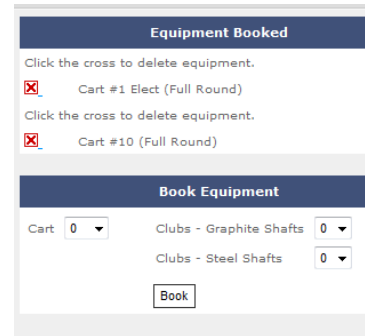 Equipment Booked
Click the cross to delete equipment.
Cart #1 Elect (Full Round)
Click the cross to delete equipment.
Cart #10 (Full Round)
Book Equipment
Cart 0 Clubs - Graphite Shafts 0
Clubs - Steel Shafts 0
Book